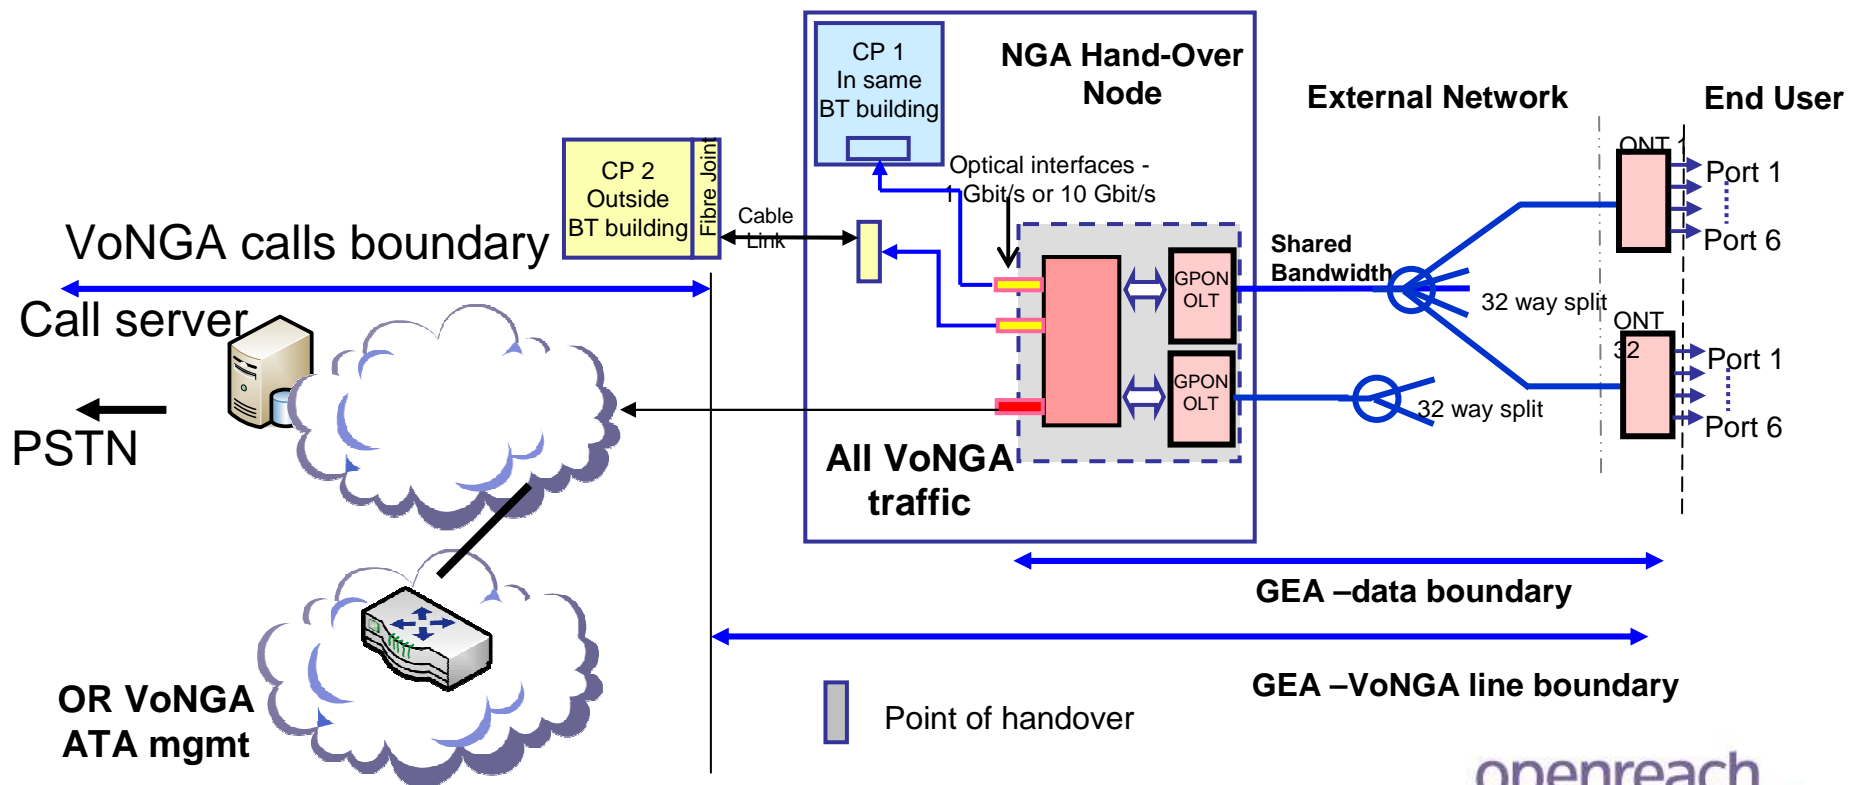 CP 1
In same
BT building
NGA Hand-Over
Node
External Network
End User
CP 2
Outside
BT building
Fibre Joint
Cable
Link
Optical interfaces -
1 Gbit/s or 10 Gbit/s
ONT 1
Port 1
Port 6
VoNGA calls boundary
Shared
Bandwidth
GPON
OLT
32 way split
ONT
32
Call server
Port 1
GPON
OLT
32 way split
Port 6
PSTN
All VoNGA
traffic
GEA –data boundary
GEA –VoNGA line boundary
OR VoNGA
ATA mgmt
Point of handover
openreach